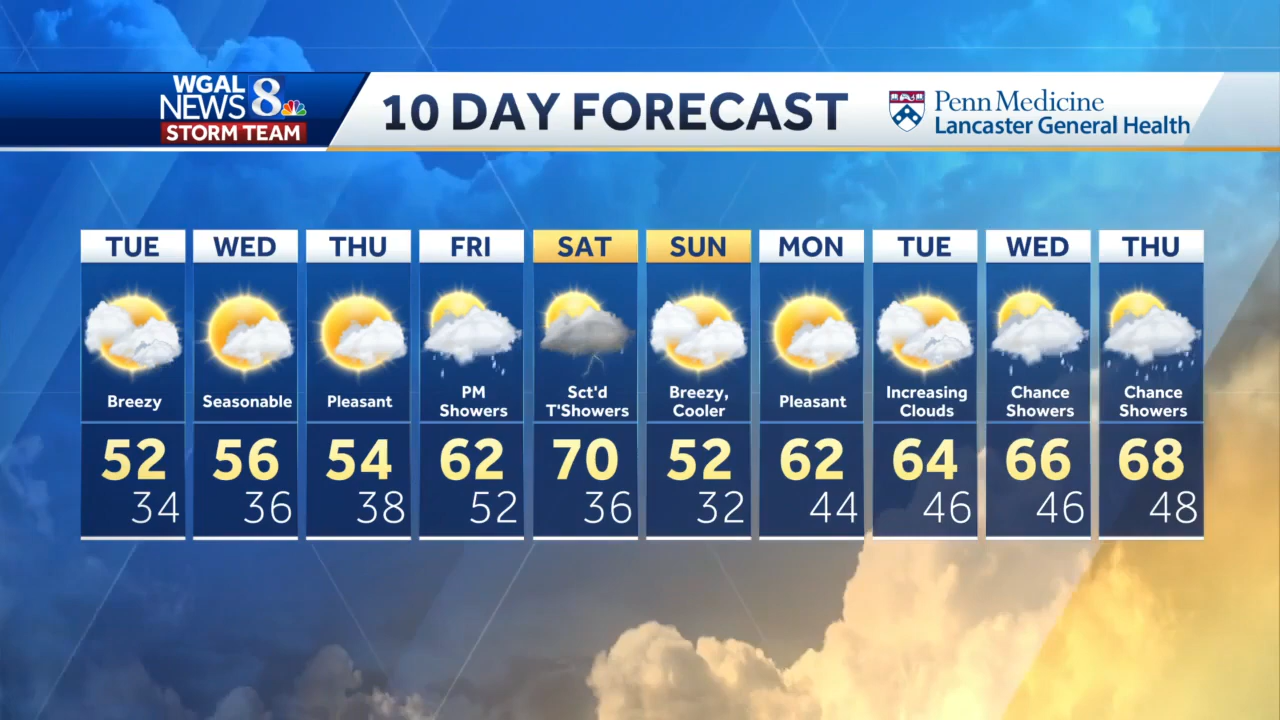 WGAL
NEWS 8
STORM TEAM
10 DAY FORECAST
Penn Medicine
Lancaster General Health
TUE WED THU FRI SAT SUN MON TUE WED THU
Breezy
Seasonable
Pleasant
PM
Showers
Sct'd
T'Showers
Breezy,
Cooler
Pleasant
Increasing
Clouds
Chance
Showers
Chance
Showers
52 56 54 62 70 52 62 64 66 68
34 36 38 52 36 32 44 46 46 48